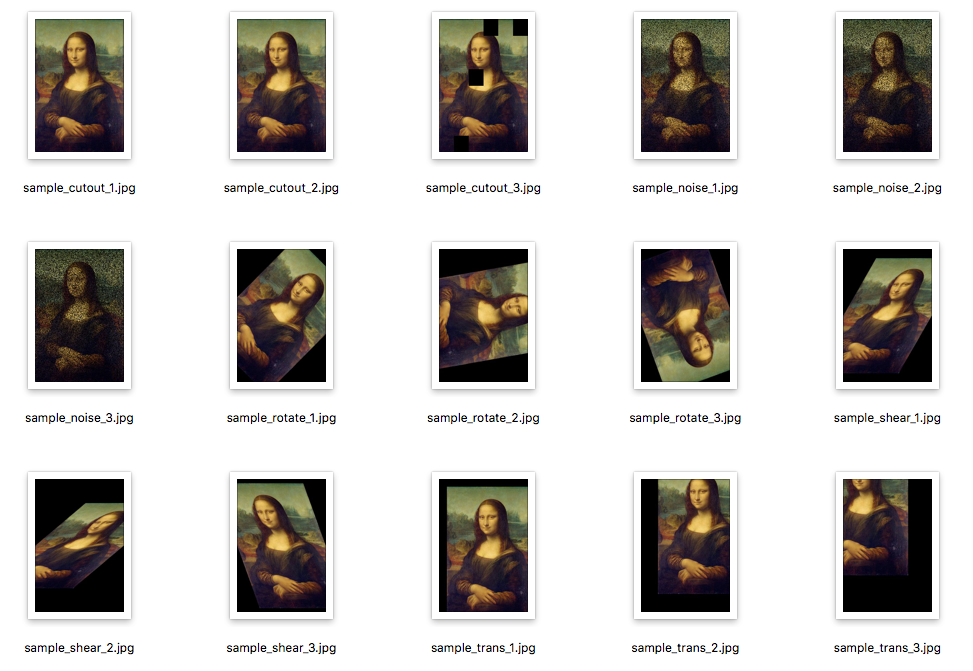 sample_cutout_1.jpg
sample_cutout_2.jpg
sample_cutout_3.jpg
sample_noise_1.jpg
sample_noise_2.jpg
sample_noise_3.jpg
sample_rotate_1.jpg
sample_rotate_2.jpg
sample_rotate_3.jpg
sample_shear_1.jpg
sample_shear_2.jpg
sample_shear_3.jpg
sample_trans_1.jpg
sample_trans_2.jpg
sample_trans_3.jpg